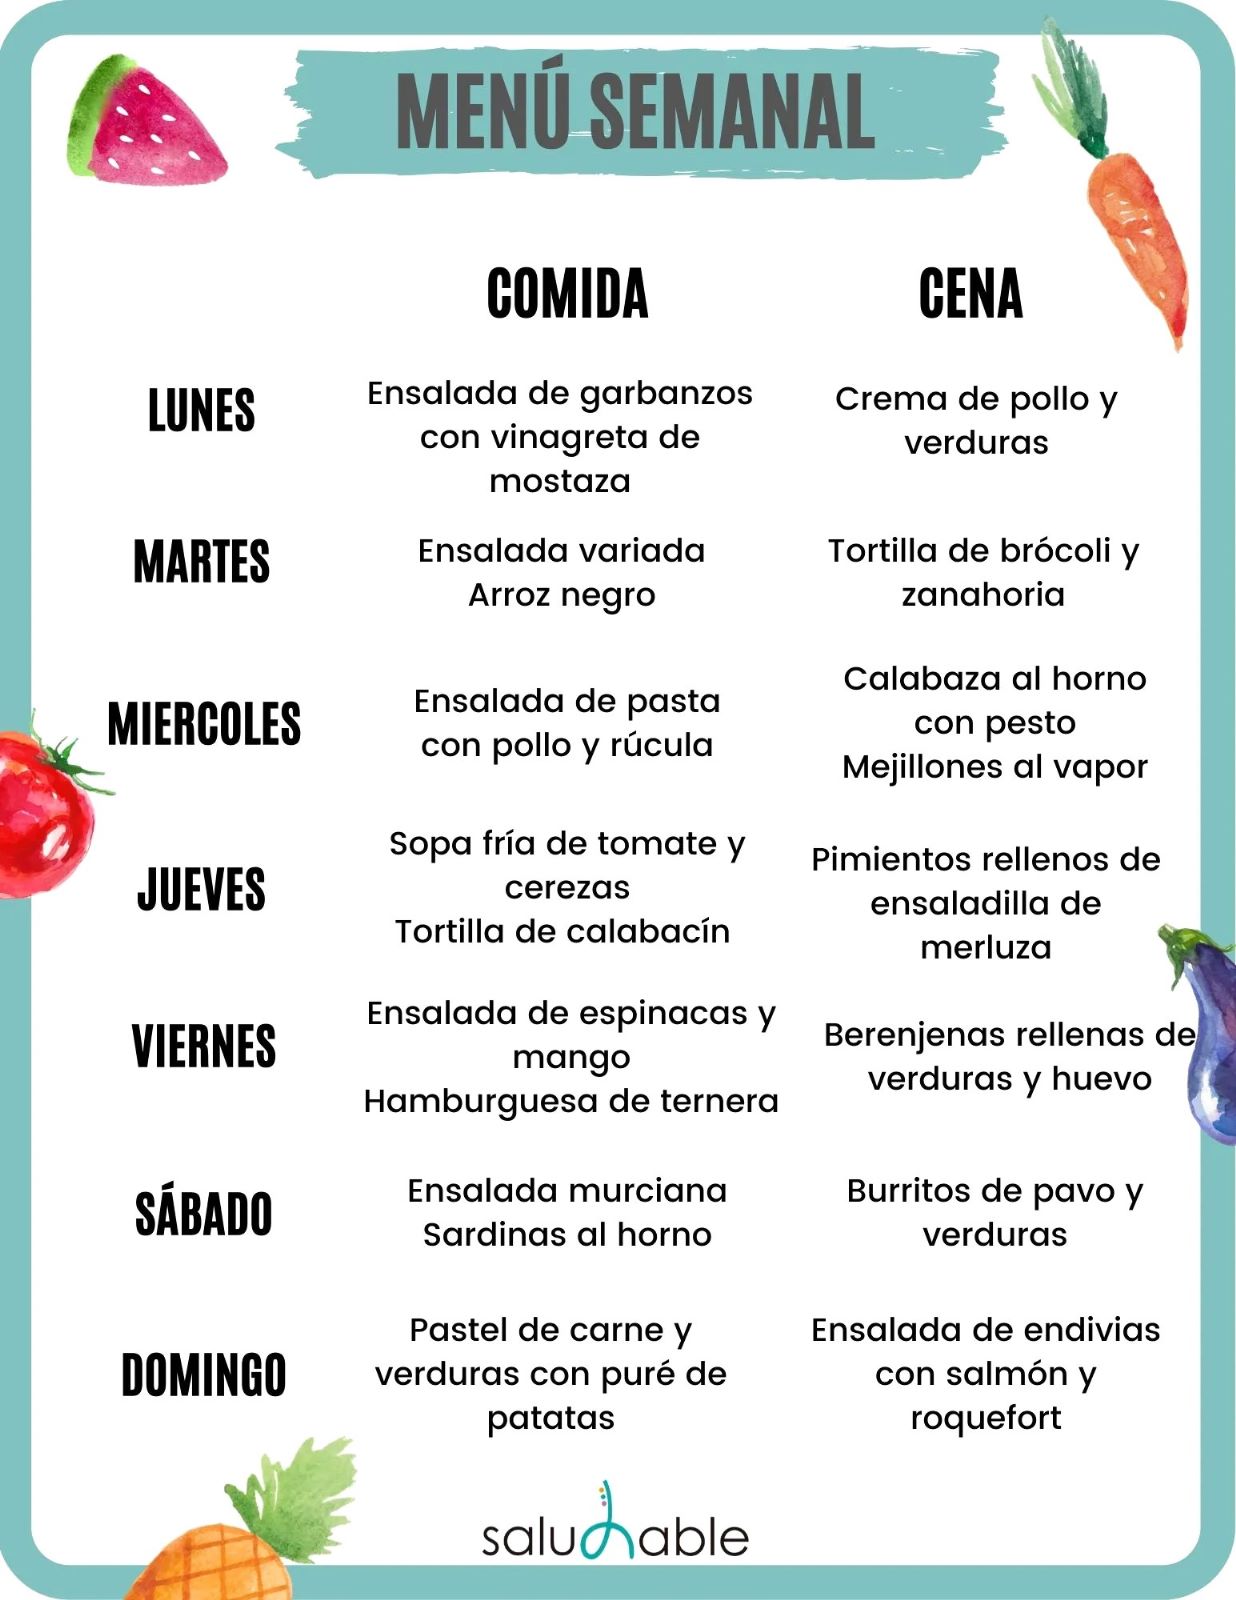 MENÚ SEMANAL
COMIDA
CENA
LUNES
Ensalada de garbanzos
con vinagreta de
mostaza
Crema de pollo y
verduras
MARTES
Ensalada variada
Arroz negro
Tortilla de brócoli y
zanahoria
MIERCOLES
Ensalada de pasta
con pollo y rúcula
Calabaza al horno
con pesto
Mejillones al vapor
JUEVES
Sopa fría de tomate y
cerezas
Tortilla de calabacín
Pimientos rellenos de
ensaladilla de
merluza
VIERNES
Ensalada de espinacas y
mango
Hamburguesa de ternera
Berenjenas rellenas de
verduras y huevo
SÁBADO
Ensalada murciana
Sardinas al horno
Burritos de pavo y
verduras
DOMINGO
Pastel de carne y
verduras con puré de
patatas
Ensalada de endivias
con salmón y
roquefort
saludhable